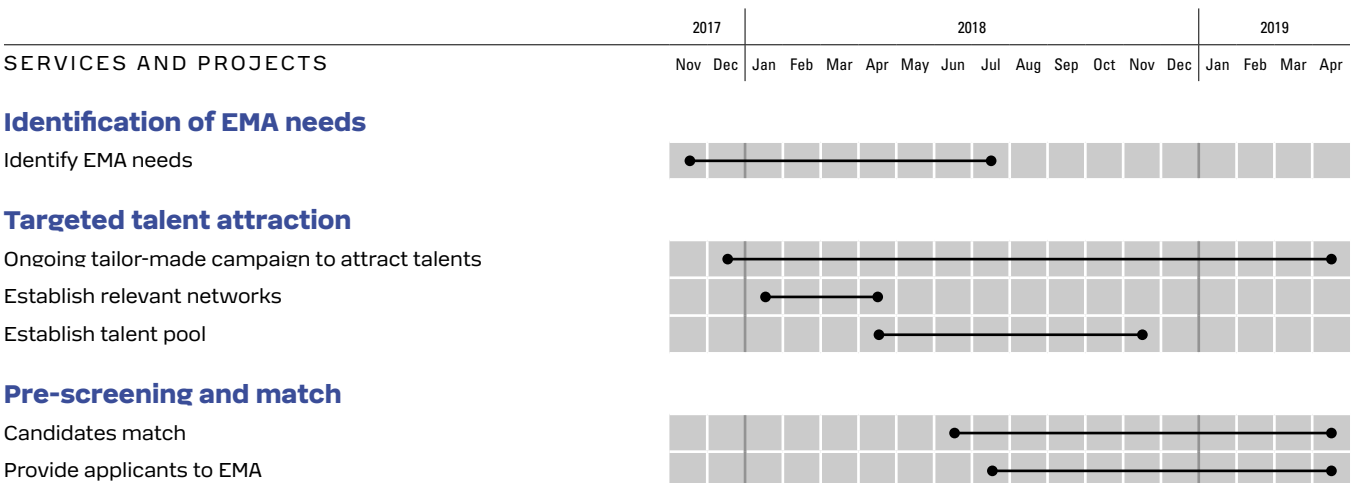 2017 2018 2019
SERVICES AND PROJECTS Nov Dec Jan Feb Mar Apr May Jun Jul Aug Sep Oct Nov Dec Jan Feb Mar Apr
Identification of EMA needs
Identify EMA needs
Targeted talent attraction
Ongoing tailor-made campaign to attract talents
Establish relevant networks
Establish talent pool
Pre-screening and match
Candidates match
Provide applicants to EMA